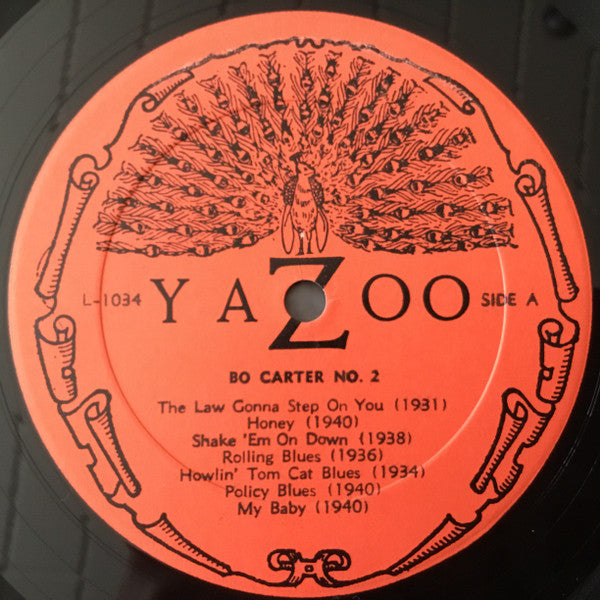 L-1034 YAZOO SIDE A
BO CARTER NO. 2
The Law Gonna Step On You (1931)
Honey (1940)
Shake 'Em On Down (1938)
Rolling Blues (1936)
Howlin' Tom Cat Blues (1934)
Policy Blues (1940)
My Baby (1940)